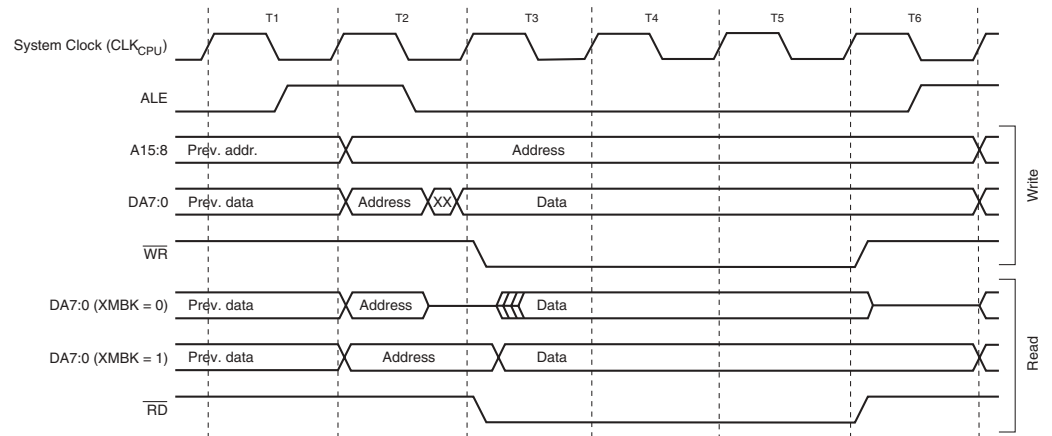 T1 T2 T3 T4 T5 T6
System Clock (CLKCPU)
ALE
A15:8 Prev. addr. Address
DA7:0 Prev. data Address XX Data
WR
Write
DA7:0 (XMBK = 0) Prev. data Address Data
DA7:0 (XMBK = 1) Prev. data Address Data
RD
Read